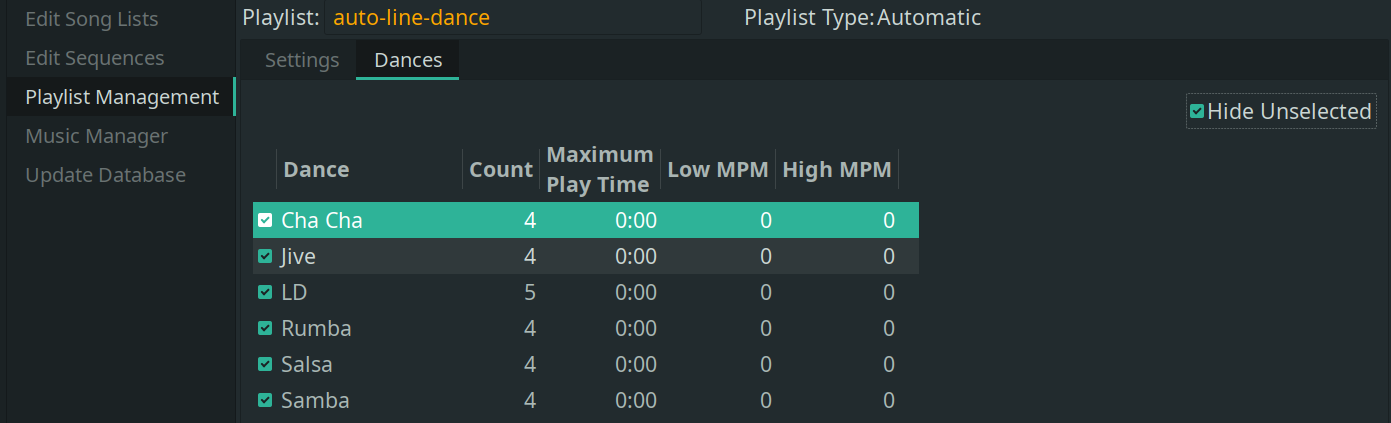 Edit Song Lists
Edit Sequences
Playlist Management
Music Manager
Update Database
Playlist: auto-line-dance Playlist Type:Automatic
Settings Dances
Hide Unselected
Dance Count Maximum Play Time Low MPM High MPM
Cha Cha 4 0:00 0 0
Jive 4 0:00 0 0
LD 5 0:00 0 0
Rumba 4 0:00 0 0
Salsa 4 0:00 0 0
Samba 4 0:00 0 0